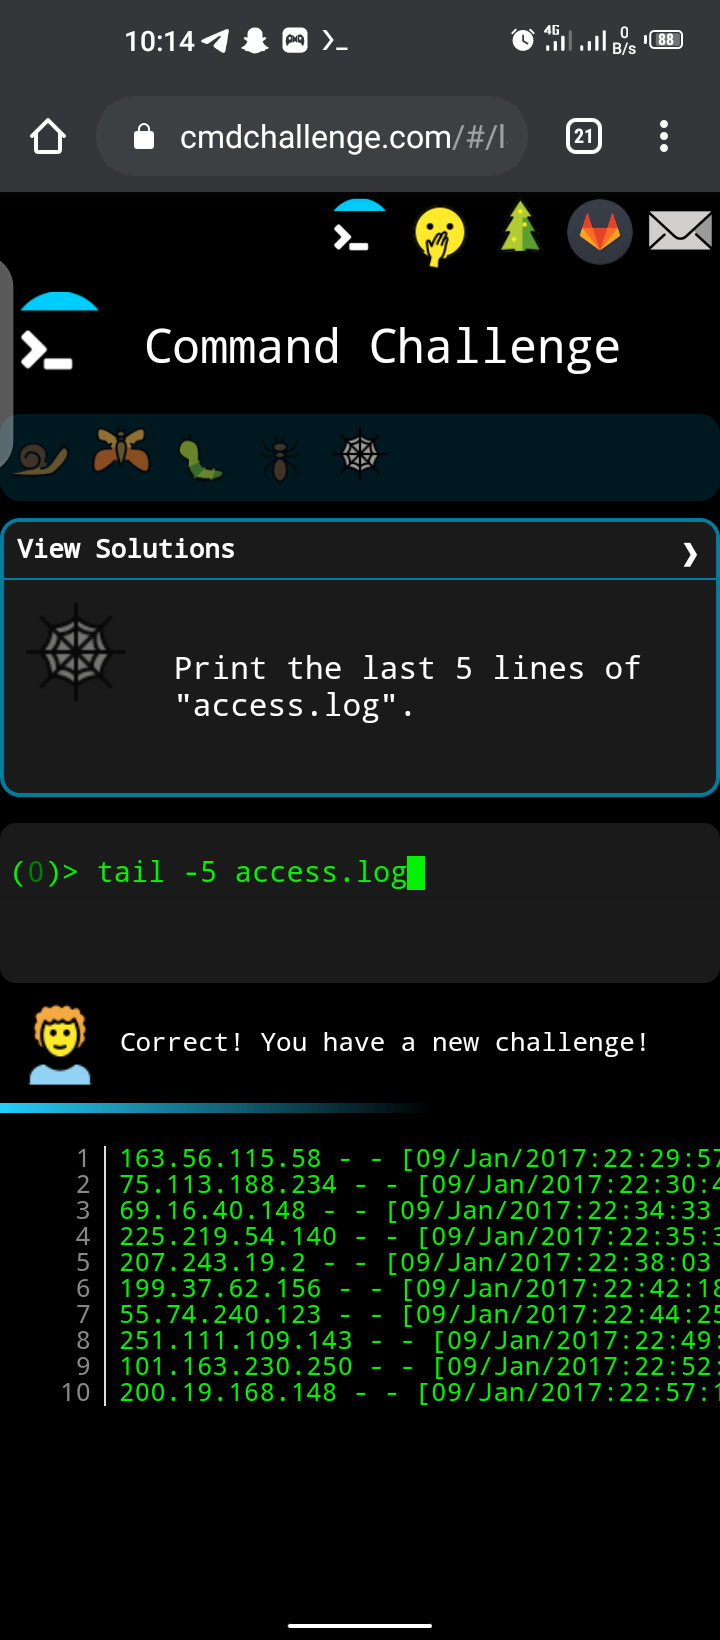 10:14
4G
0
B/s
88
cmdchallenge.com/#/l
21
Command Challenge
View Solutions
Print the last 5 lines of
"access.log".
(0)> tail -5 access.log
Correct! You have a new challenge!
1 163.56.115.58 - - [09/Jan/2017:22:29:57
2 75.113.188.234 - - [09/Jan/2017:22:30:4
3 69.16.40.148 - - [09/Jan/2017:22:34:33
4 225.219.54.140 - - [09/Jan/2017:22:35:3
5 207.243.19.2 - - [09/Jan/2017:22:38:03
6 199.37.62.156 - - [09/Jan/2017:22:42:18
7 55.74.240.123 - - [09/Jan/2017:22:44:25
8 251.111.109.143 - - [09/Jan/2017:22:49:
9 101.163.230.250 - - [09/Jan/2017:22:52:
10 200.19.168.148 - - [09/Jan/2017:22:57:1